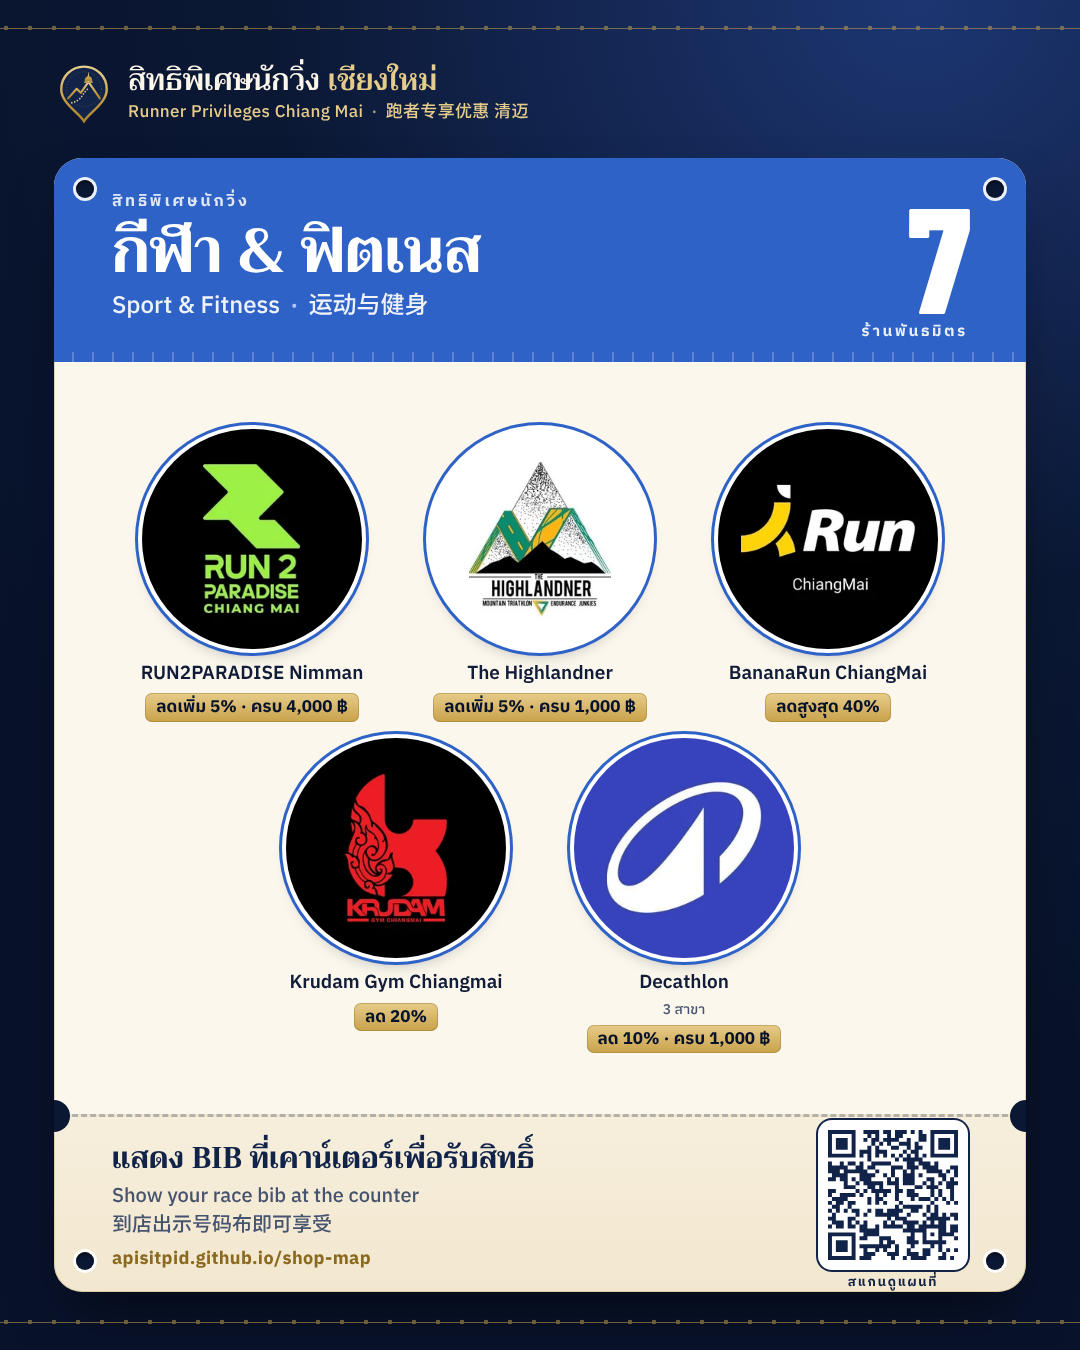 สิทธิพิเศษนักวิ่ง เชียงใหม่
Runner Privileges Chiang Mai · 跑者专享优惠 清迈
สิทธิพิเศษนักวิ่ง
กีฬา & ฟิตเนส
Sport & Fitness · 运动与健身
7
ร้านพันธมิตร
RUN 2
PARADISE
CHIANG MAI
THE
HIGHLANDNER
MOUNTAIN TRIATHLON ENDURANCE JUNKIES
Run
ChiangMai
RUN2PARADISE Nimman
The Highlandner
BananaRun ChiangMai
ลดเพิ่ม 5% · ครบ 4,000 ฿
ลดเพิ่ม 5% · ครบ 1,000 ฿
ลดสูงสุด 40%
KRUDAM
GYM CHIANGMAI
Krudam Gym Chiangmai
Decathlon
3 สาขา
ลด 20%
ลด 10% · ครบ 1,000 ฿
แสดง BIB ที่เคาน์เตอร์เพื่อรับสิทธิ์
Show your race bib at the counter
到店出示号码布即可享受
apisitpid.github.io/shop-map
สแกนดูแผนที่